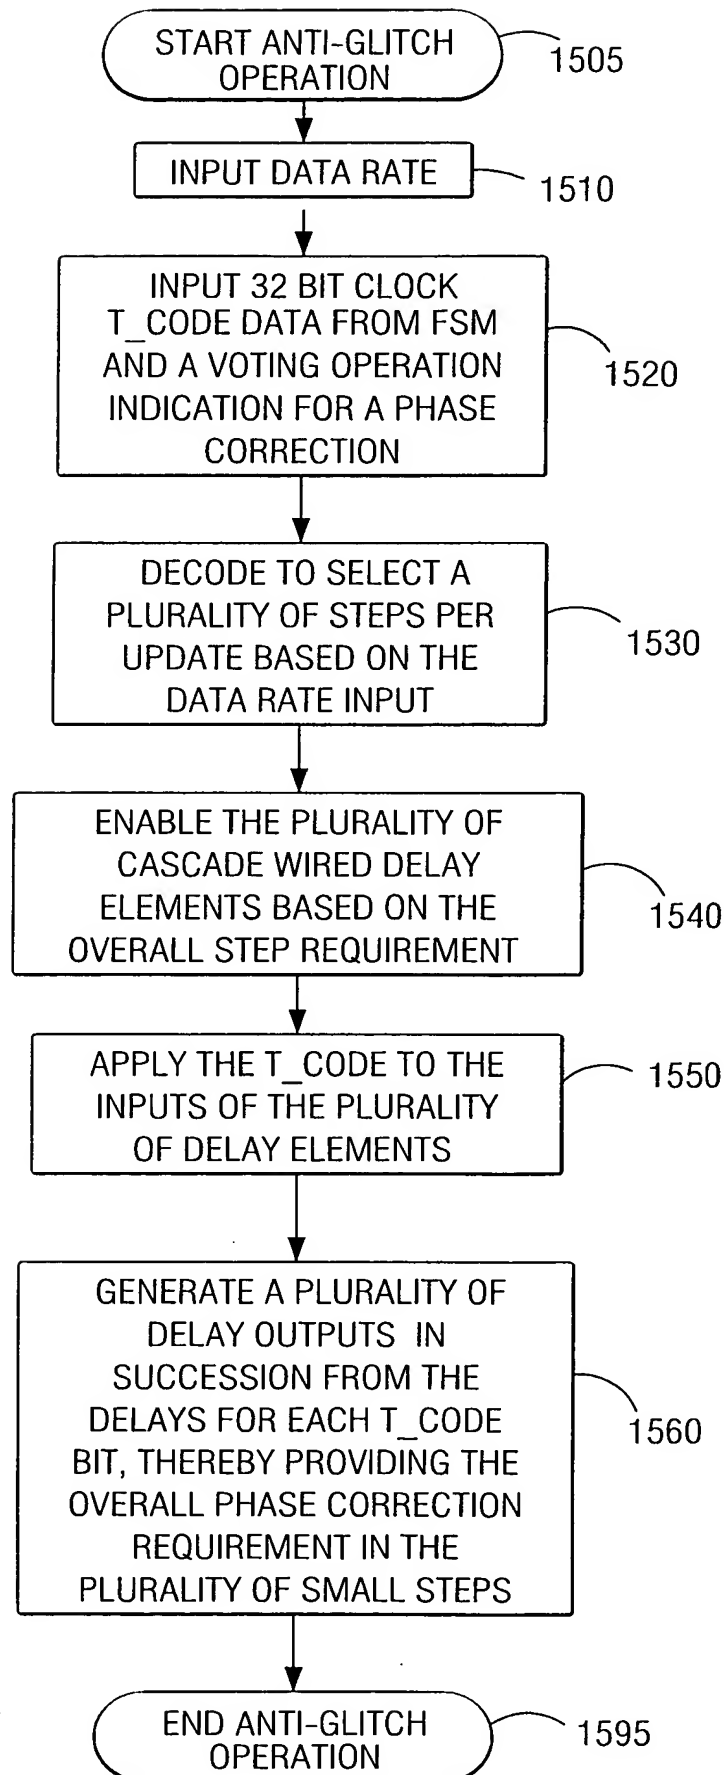 START ANTI-GLITCH
OPERATION
1505
INPUT DATA RATE
1510
INPUT 32 BIT CLOCK
T_CODE DATA FROM FSM
AND A VOTING OPERATION
INDICATION FOR A PHASE
CORRECTION
1520
DECODE TO SELECT A
PLURALITY OF STEPS PER
UPDATE BASED ON THE
DATA RATE INPUT
1530
ENABLE THE PLURALITY OF
CASCADE WIRED DELAY
ELEMENTS BASED ON THE
OVERALL STEP REQUIREMENT
1540
APPLY THE T_CODE TO THE
INPUTS OF THE PLURALITY
OF DELAY ELEMENTS
1550
GENERATE A PLURALITY OF
DELAY OUTPUTS IN
SUCCESSION FROM THE
DELAYS FOR EACH T_CODE
BIT, THEREBY PROVIDING THE
OVERALL PHASE CORRECTION
REQUIREMENT IN THE
PLURALITY OF SMALL STEPS
1560
END ANTI-GLITCH
OPERATION
1595